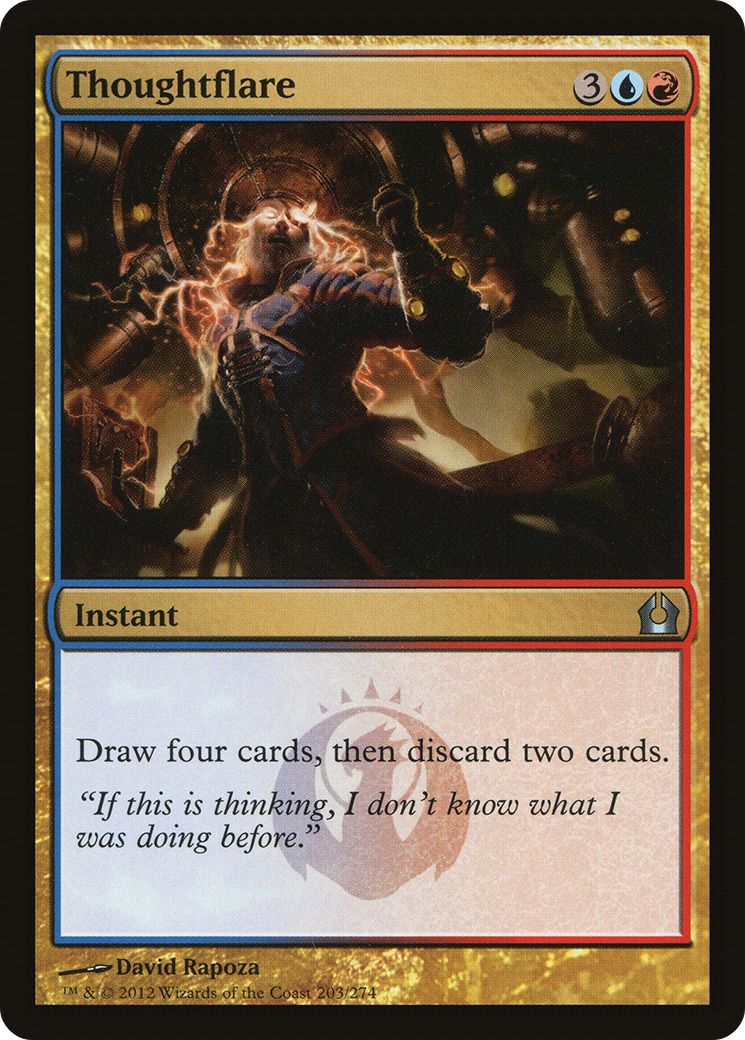 Thoughtflare 3
Instant
Draw four cards, then discard two cards.
“If this is thinking, I don’t know what I
was doing before.”
David Rapoza
™ & © 2012 Wizards of the Coast 203/274